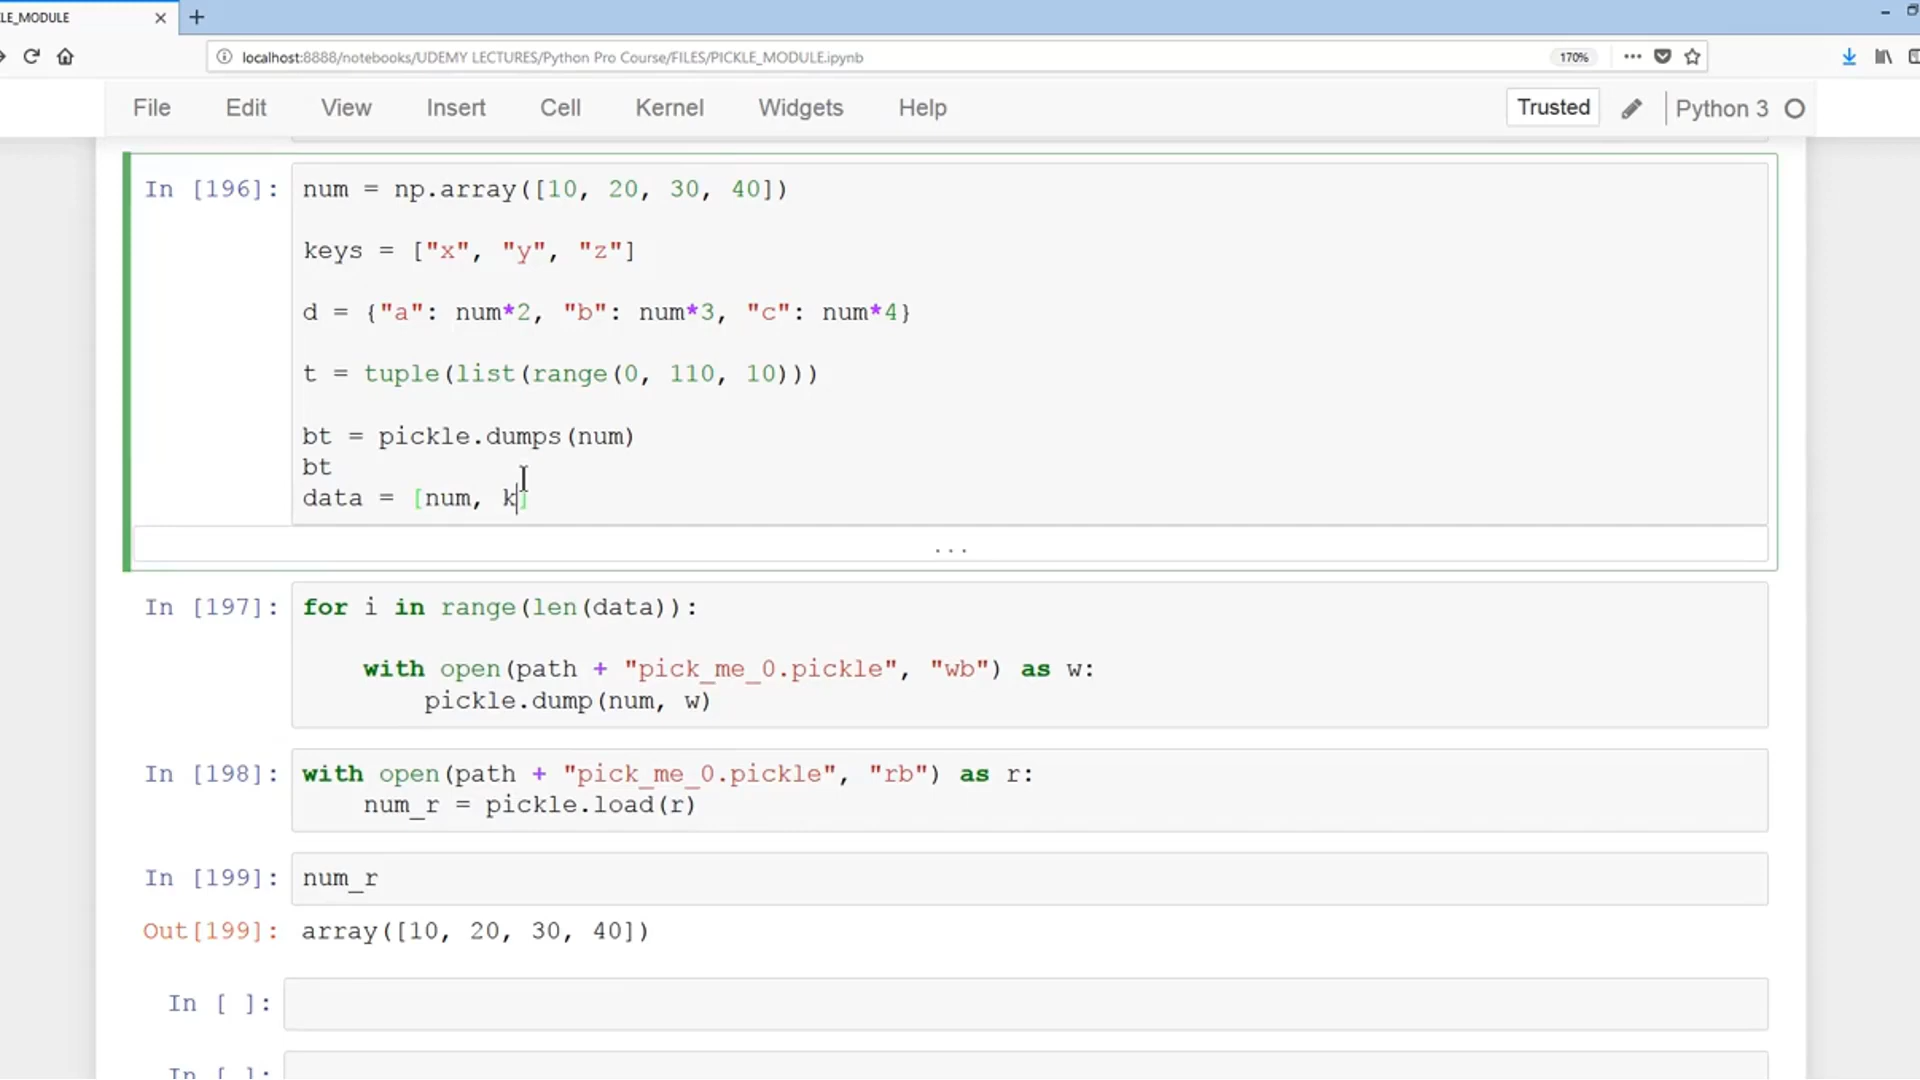 LE_MODULE
localhost:8888/notebooks/UDEMY LECTURES/Python Pro Course/FILES/PICKLE_MODULE.ipynb 170%
File Edit View Insert Cell Kernel Widgets Help Trusted Python 3
In [196]: num = np.array([10, 20, 30, 40])
keys = ["x", "y", "z"]
d = {"a": num*2, "b": num*3, "c": num*4}
t = tuple(list(range(0, 110, 10)))
bt = pickle.dumps(num)
bt
data = [num, k]
...
In [197]: for i in range(len(data)):
with open(path + "pick_me_0.pickle", "wb") as w:
pickle.dump(num, w)
In [198]: with open(path + "pick_me_0.pickle", "rb") as r:
num_r = pickle.load(r)
In [199]: num_r
Out[199]: array([10, 20, 30, 40])
In [ ]:
In [ ]: